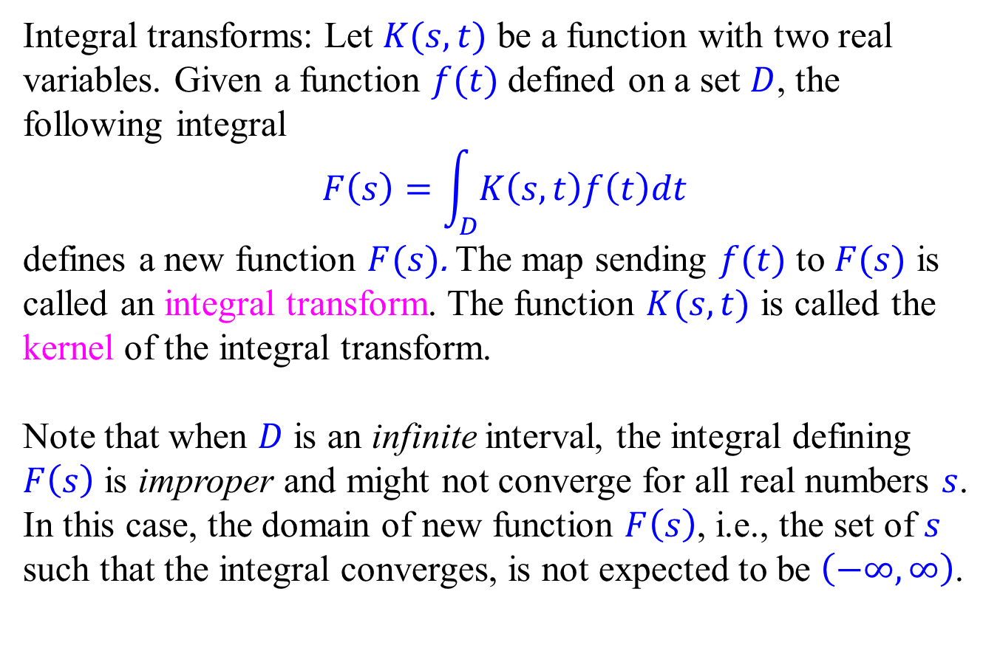 Integral transforms: Let K(s, t) be a function with two real
variables. Given a function f(t) defined on a set D, the
following integral
F(s) = ∫_D K(s, t)f(t)dt
defines a new function F(s). The map sending f(t) to F(s) is
called an integral transform. The function K(s, t) is called the
kernel of the integral transform.
Note that when D is an infinite interval, the integral defining
F(s) is improper and might not converge for all real numbers s.
In this case, the domain of new function F(s), i.e., the set of s
such that the integral converges, is not expected to be (−∞, ∞).